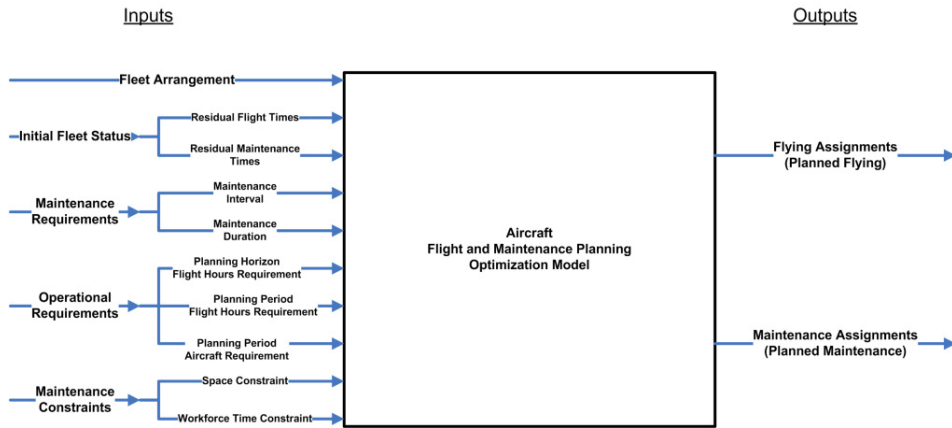 Inputs
Outputs
Fleet Arrangement
Initial Fleet Status
Residual Flight Times
Residual Maintenance
Times
Maintenance
Requirements
Maintenance
Interval
Maintenance
Duration
Operational
Requirements
Planning Horizon
Flight Hours Requirement
Planning Period
Flight Hours Requirement
Planning Period
Aircraft Requirement
Maintenance
Constraints
Space Constraint
Workforce Time Constraint
Aircraft
Flight and Maintenance Planning
Optimization Model
Flying Assignments
(Planned Flying)
Maintenance Assignments
(Planned Maintenance)